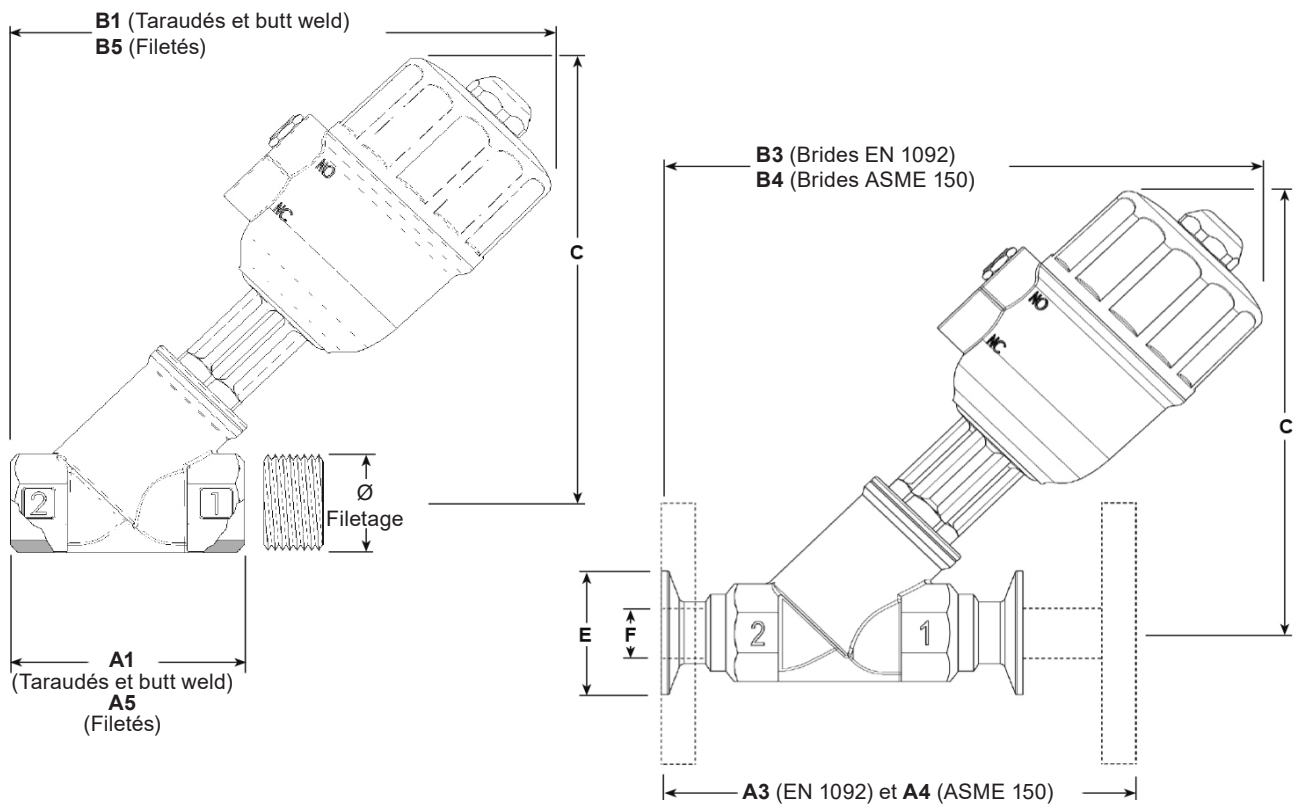 B1 (Taraudés et butt weld)
B5 (Filetés)
NO
NC
C
2
1
Ø
Filetage
A1
(Taraudés et butt weld)
A5
(Filetés)
B3 (Brides EN 1092)
B4 (Brides ASME 150)
NO
NC
C
E
F
2
1
A3 (EN 1092) et A4 (ASME 150)